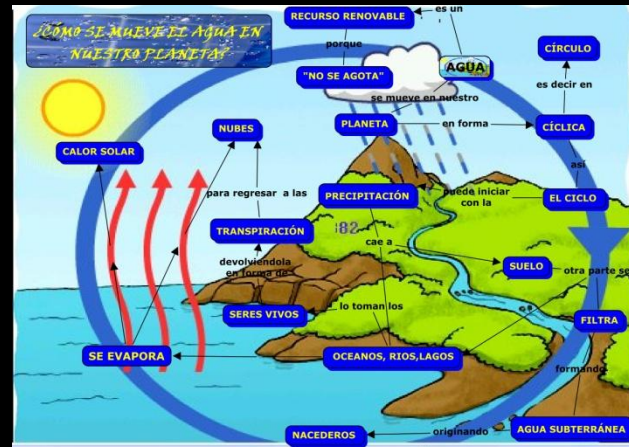 ¿CÓMO SE MUEVE EL AGUA EN
NUESTRO PLANETA?
RECURSO RENOVABLE
es un
porque
"NO SE AGOTA"
AGUA
se mueve en nuestro
PLANETA
en forma
CÍCLICA
es decir en
CÍRCULO
así
EL CICLO
puede iniciar
con la
PRECIPITACIÓN
cae a
SUELO
otra parte se
FILTRA
formando
AGUA SUBTERRÁNEA
originando
NACEDEROS
OCEANOS, RIOS,LAGOS
lo toman los
SERES VIVOS
devolviendola
en forma de
TRANSPIRACIÓN
para regresar a las
NUBES
SE EVAPORA
CALOR SOLAR
182